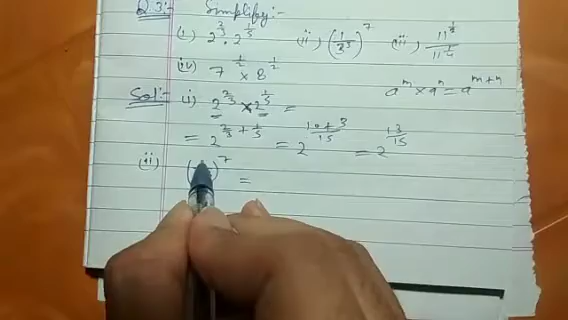 Q 3:- Simplify:-
(i) 2^(2/3) · 2^(1/5) (ii) (1/3^3)^7 (iii) 11^(1/2)/11^(1/4)
(iv) 7^(1/2) × 8^(1/2)
a^m × a^n = a^(m+n)
Sol:- (i) 2^(2/3) × 2^(1/5) =
= 2^(2/3 + 1/5) = 2^((10+3)/15) = 2^(13/15)
(ii) ( )^7 =